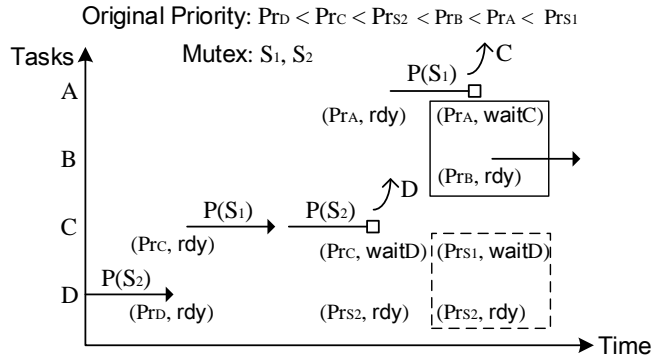 Original Priority: PrD < PrC < PrS2 < PrB < PrA < PrS1
Tasks
Mutex: S1, S2
C
P(S1)
A
(PrA, rdy)
(PrA, waitC)
B
(PrB, rdy)
D
P(S1)
P(S2)
C
(PrC, rdy)
(PrC, waitD)
(PrS1, waitD)
P(S2)
D
(PrD, rdy)
(PrS2, rdy)
(PrS2, rdy)
Time